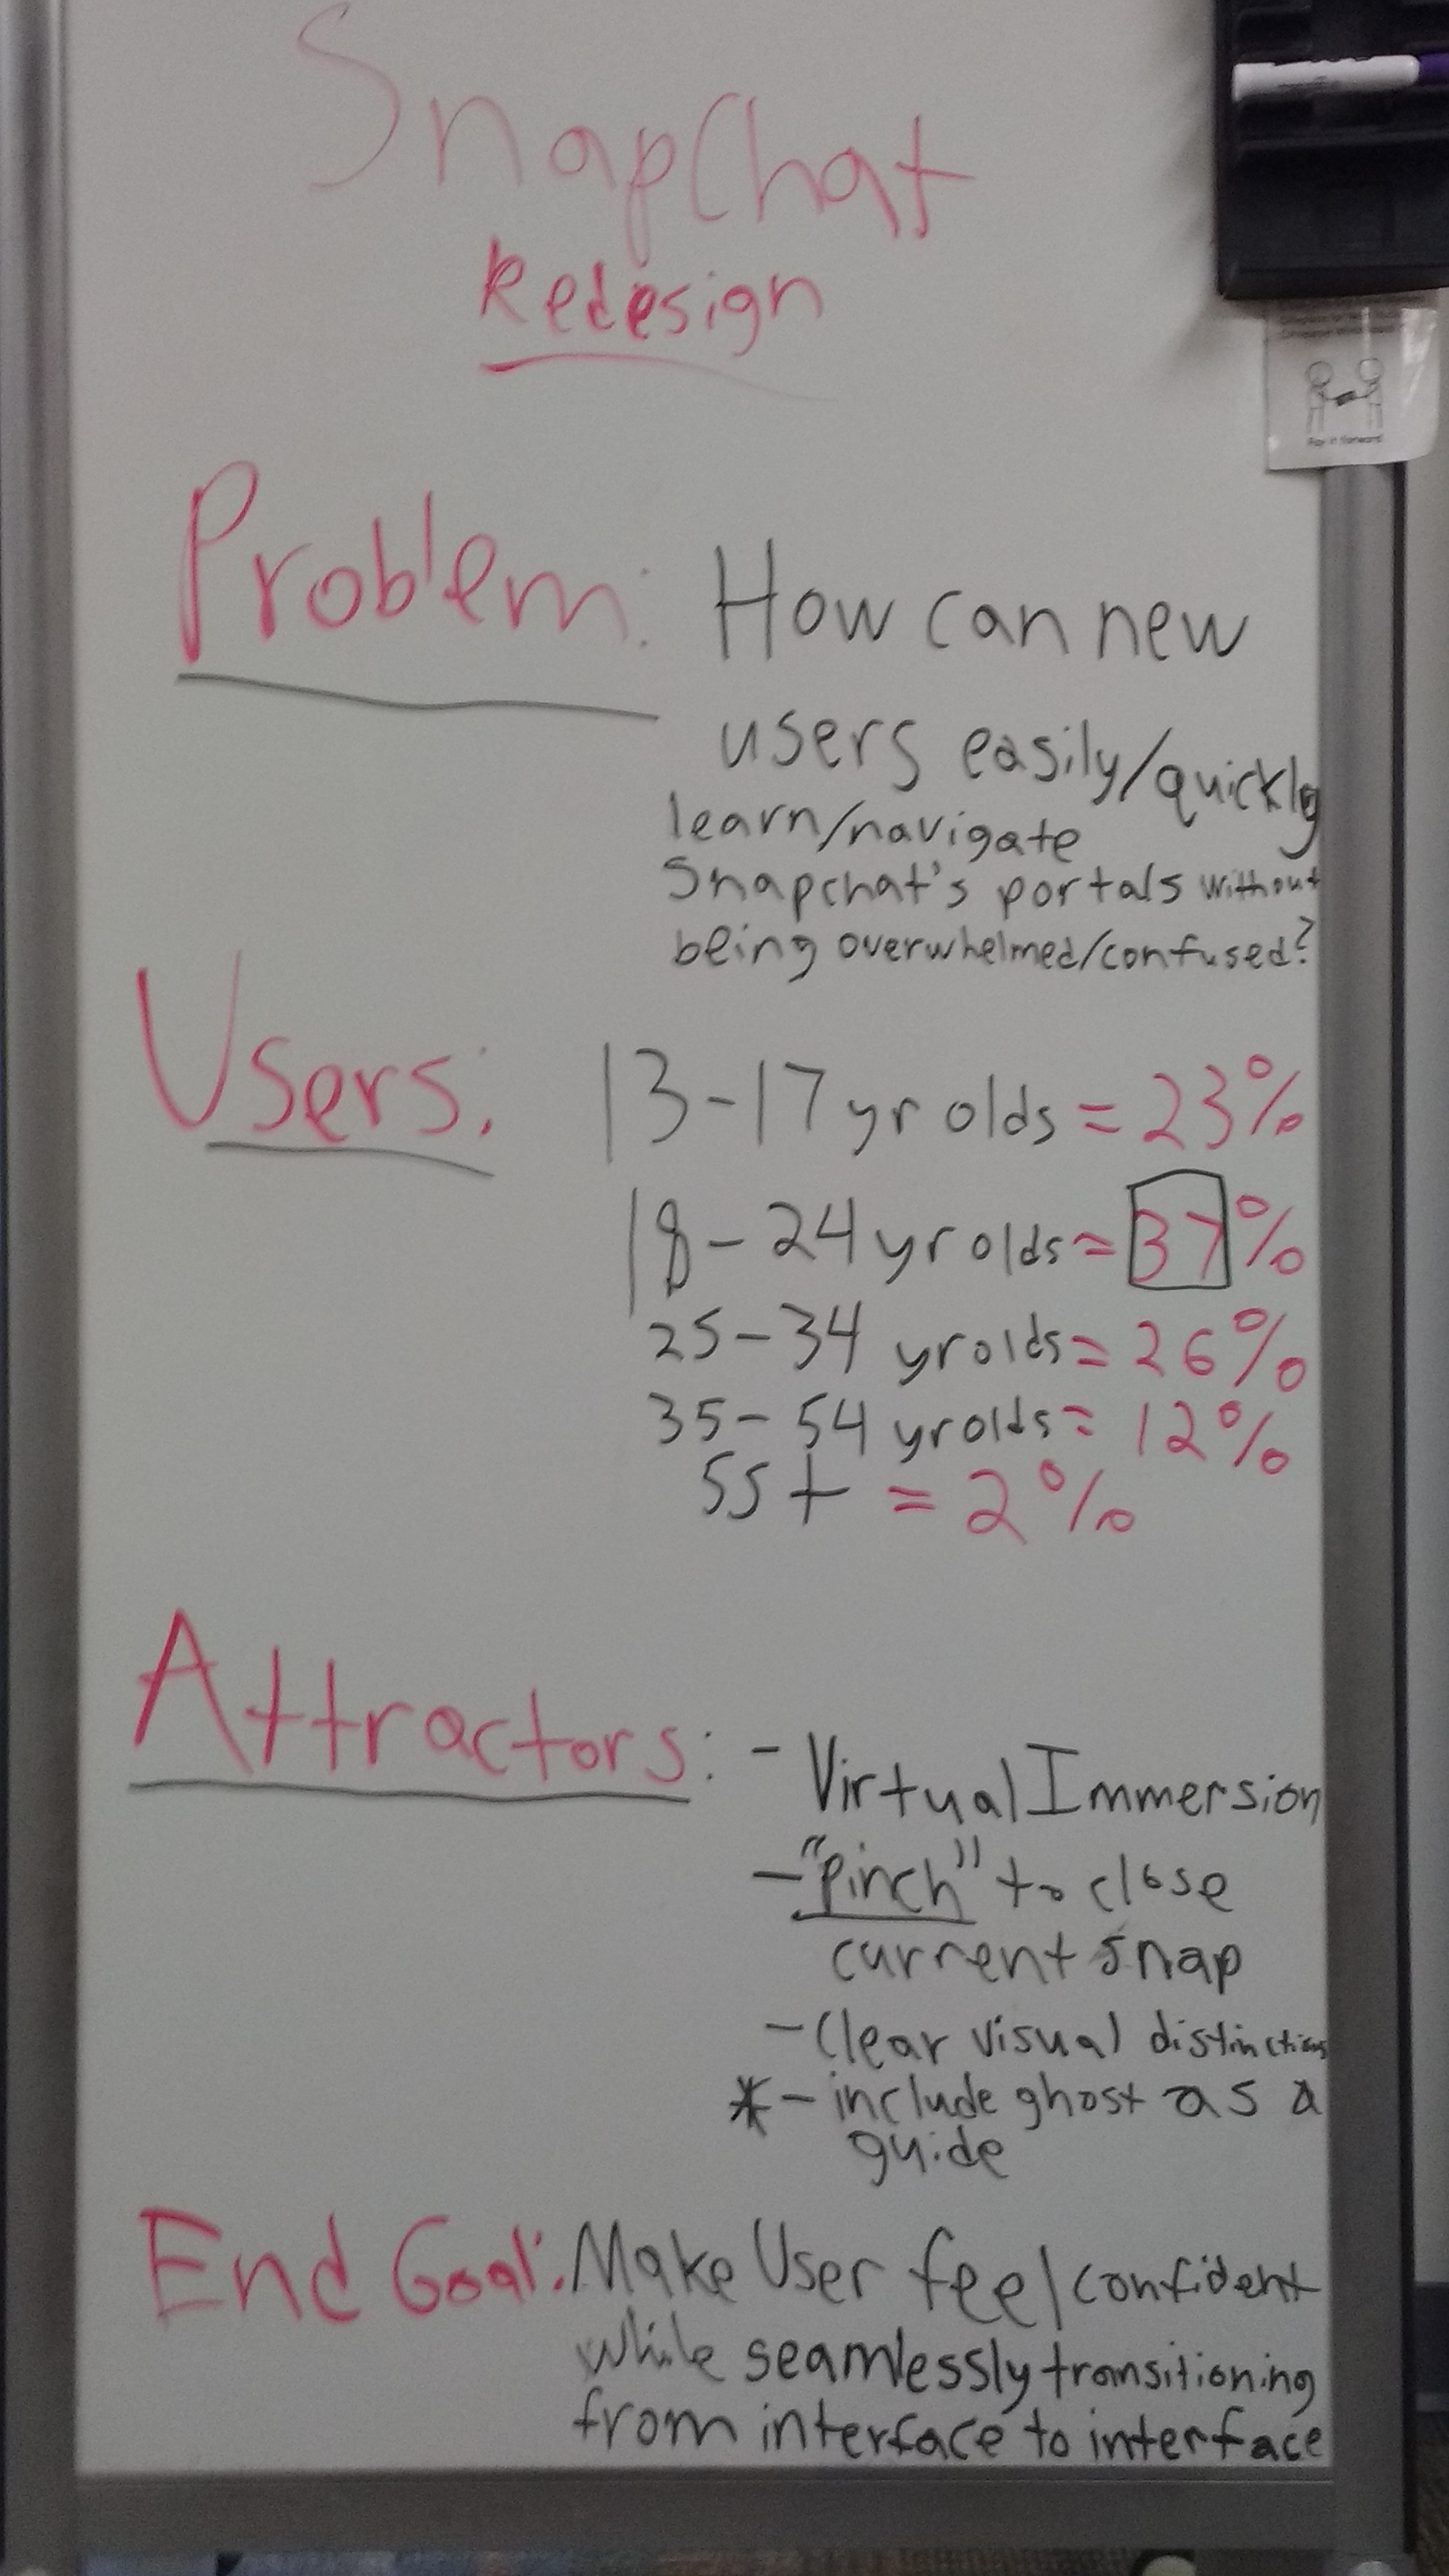 SnapChat
Redesign
Problem: How can new
users easily/quickly
learn/navigate
Snapchat's portals without
being overwhelmed/confused?
Users: 13-17 yr olds = 23%
18-24 yr olds = 37%
25-34 yr olds = 26%
35-54 yr olds = 12%
55+ = 2%
Attractors: - Virtual Immersion
- "Pinch" to close
current snap
- Clear visual distinctions
* - include ghost as a
guide
End Goal: Make User feel confident
while seamlessly transitioning
from interface to interface
Pay it forward